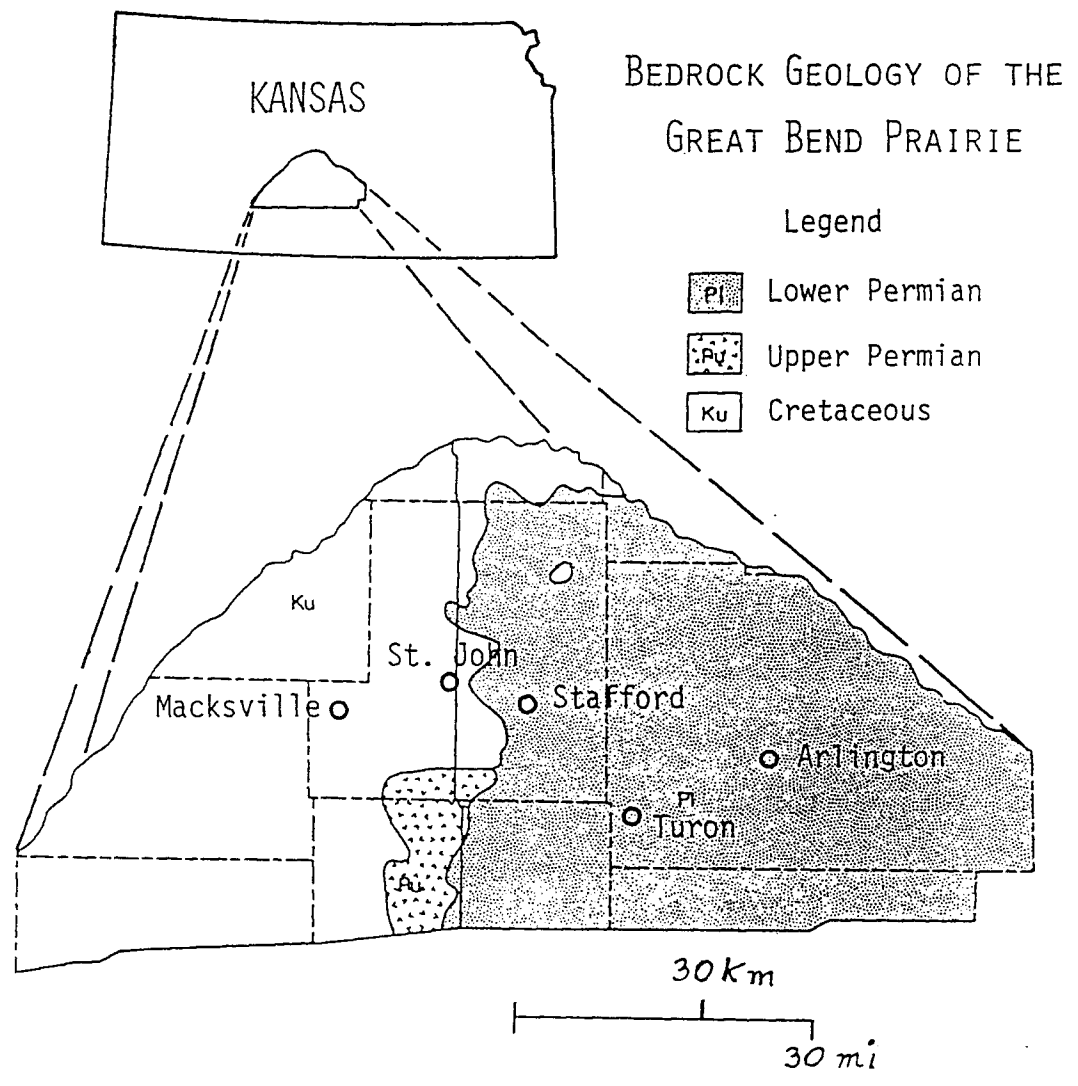 KANSAS
BEDROCK GEOLOGY OF THE
GREAT BEND PRAIRIE
Legend
Pl Lower Permian
Pu Upper Permian
Ku Cretaceous
Ku
St. John
Macksville
Stafford
Arlington
Pl
Turon
Pu
30 Km
30 mi